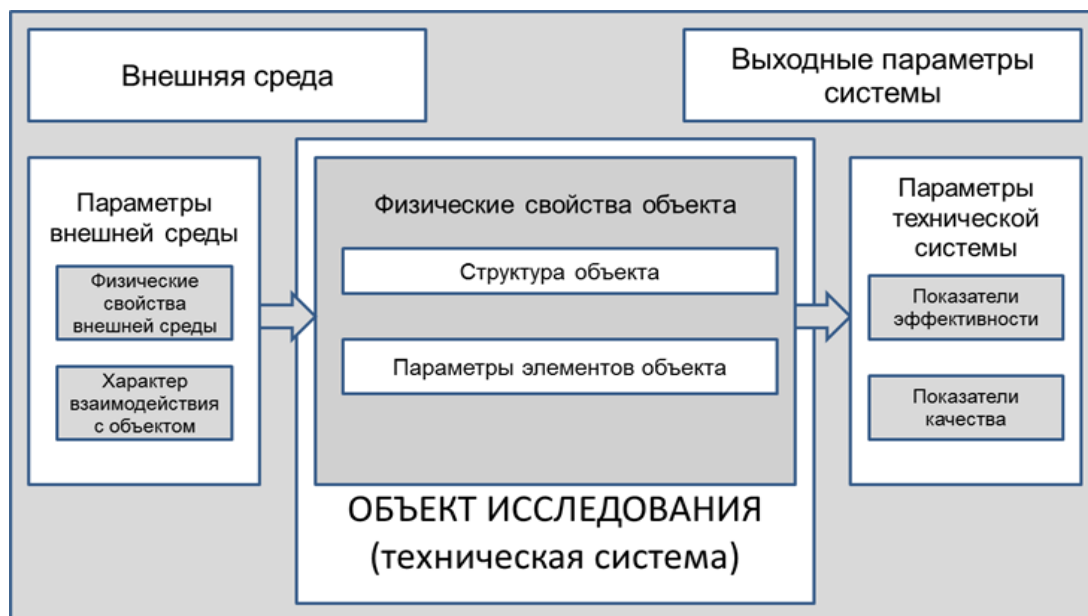 Внешняя среда
Выходные параметры
системы
Параметры
внешней среды
Физические
свойства
внешней среды
Характер
взаимодействия
с объектом
Физические свойства объекта
Структура объекта
Параметры элементов объекта
ОБЪЕКТ ИССЛЕДОВАНИЯ
(техническая система)
Параметры
технической
системы
Показатели
эффективности
Показатели
качества